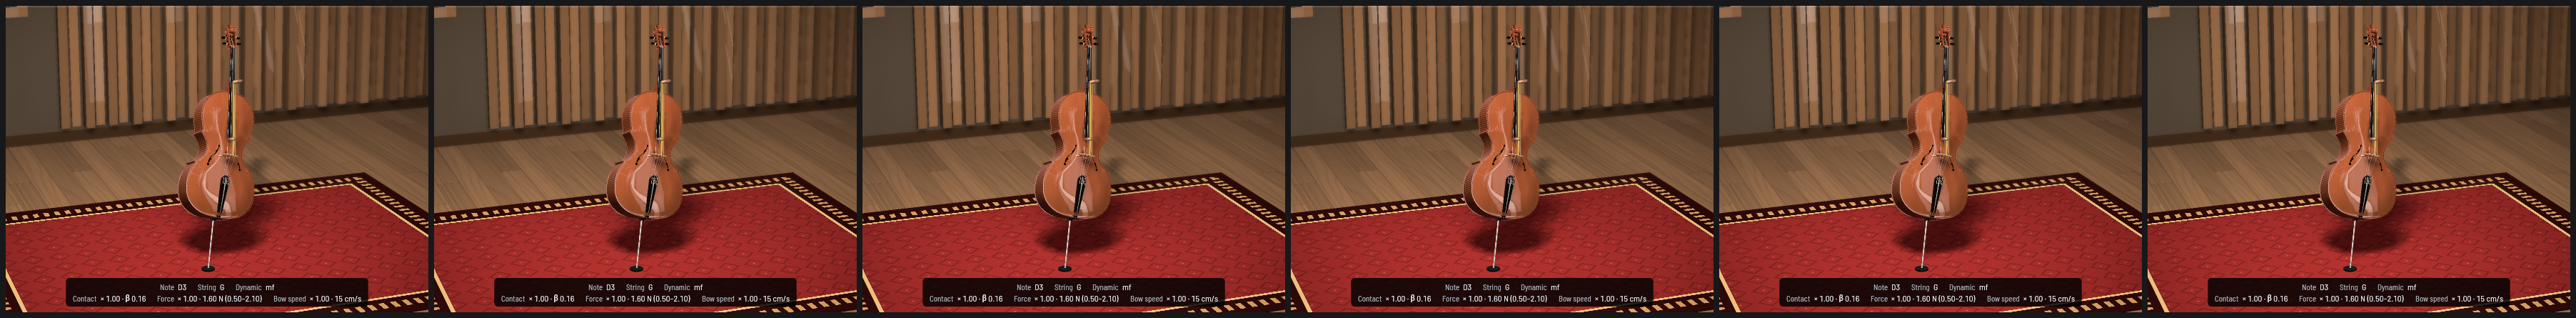 Note D3 String G Dynamic mf
Contact × 1.00 · β 0.16 Force × 1.00 · 1.60 N (0.50–2.10) Bow speed × 1.00 · 15 cm/s
Note D3 String G Dynamic mf
Contact × 1.00 · β 0.16 Force × 1.00 · 1.60 N (0.50–2.10) Bow speed × 1.00 · 15 cm/s
Note D3 String G Dynamic mf
Contact × 1.00 · β 0.16 Force × 1.00 · 1.60 N (0.50–2.10) Bow speed × 1.00 · 15 cm/s
Note D3 String G Dynamic mf
Contact × 1.00 · β 0.16 Force × 1.00 · 1.60 N (0.50–2.10) Bow speed × 1.00 · 15 cm/s
Note D3 String G Dynamic mf
Contact × 1.00 · β 0.16 Force × 1.00 · 1.60 N (0.50–2.10) Bow speed × 1.00 · 15 cm/s
Note D3 String G Dynamic mf
Contact × 1.00 · β 0.16 Force × 1.00 · 1.60 N (0.50–2.10) Bow speed × 1.00 · 15 cm/s